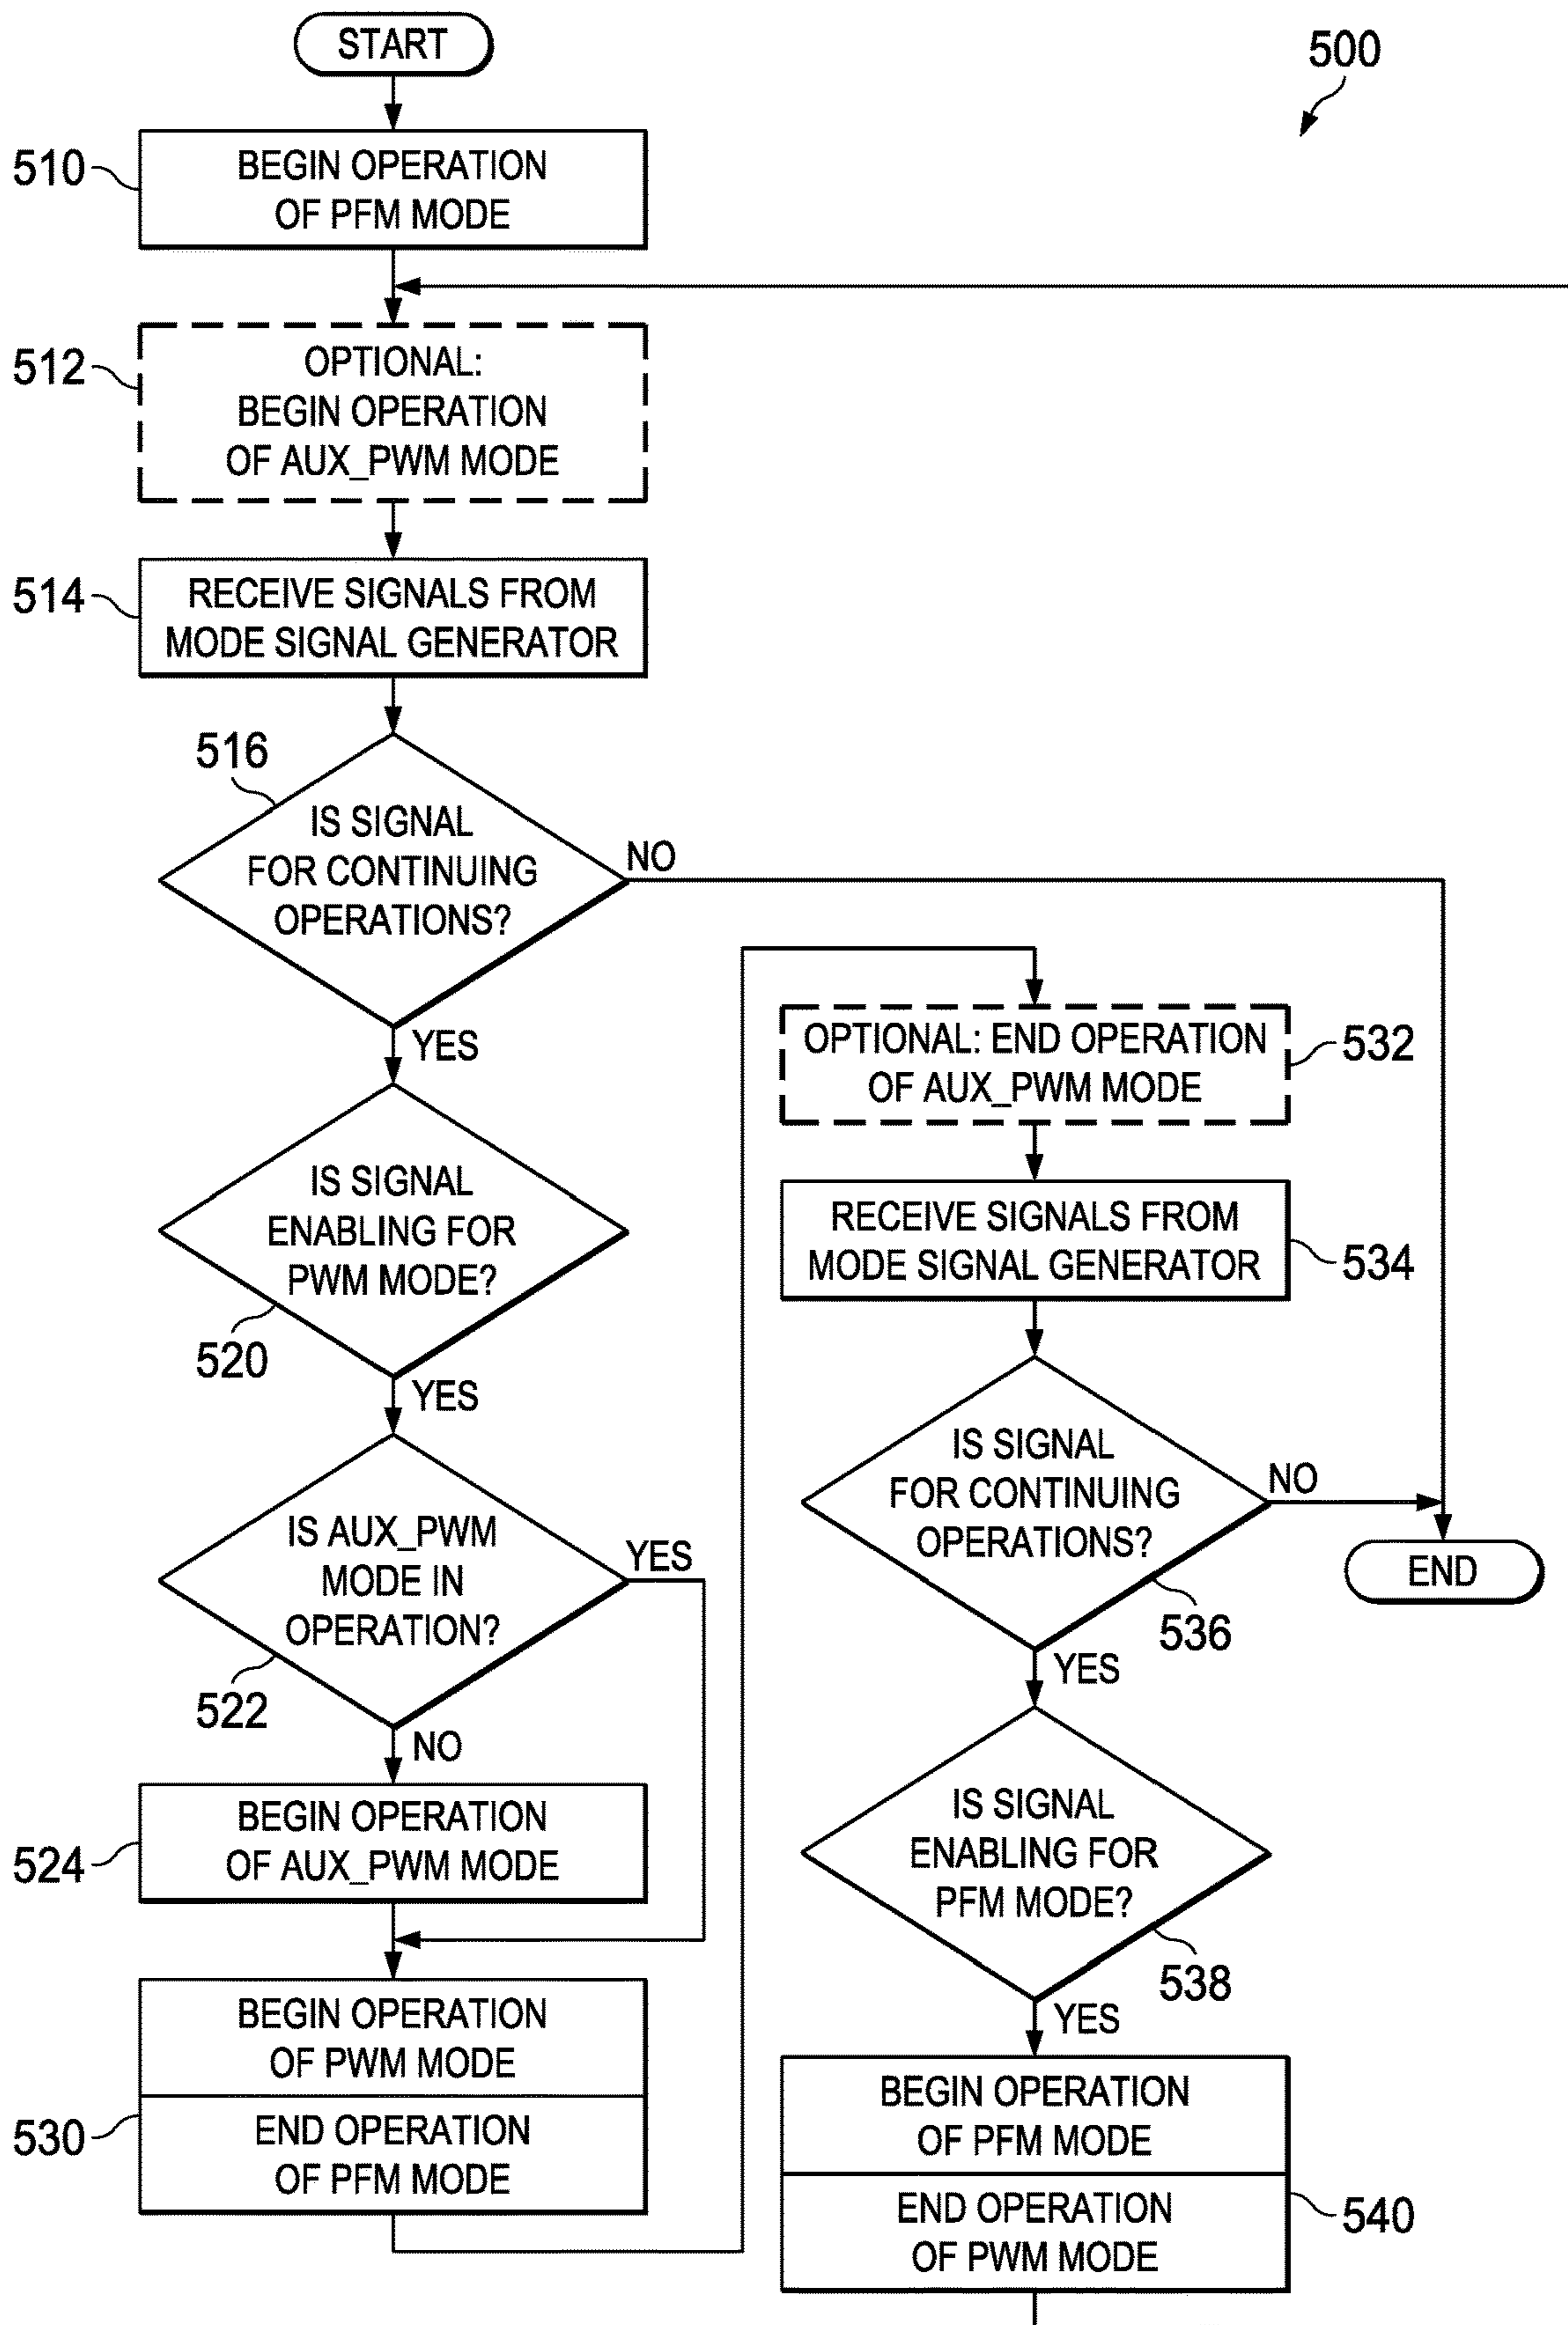 START
500
510
BEGIN OPERATION
OF PFM MODE
512
OPTIONAL:
BEGIN OPERATION
OF AUX_PWM MODE
514
RECEIVE SIGNALS FROM
MODE SIGNAL GENERATOR
516
IS SIGNAL
FOR CONTINUING
OPERATIONS?
NO
YES
IS SIGNAL
ENABLING FOR
PWM MODE?
520
YES
IS AUX_PWM
MODE IN
OPERATION?
YES
522
NO
524
BEGIN OPERATION
OF AUX_PWM MODE
BEGIN OPERATION
OF PWM MODE
530
END OPERATION
OF PFM MODE
OPTIONAL: END OPERATION
OF AUX_PWM MODE
532
RECEIVE SIGNALS FROM
MODE SIGNAL GENERATOR
534
IS SIGNAL
FOR CONTINUING
OPERATIONS?
NO
END
536
YES
IS SIGNAL
ENABLING FOR
PFM MODE?
538
YES
BEGIN OPERATION
OF PFM MODE
END OPERATION
OF PWM MODE
540